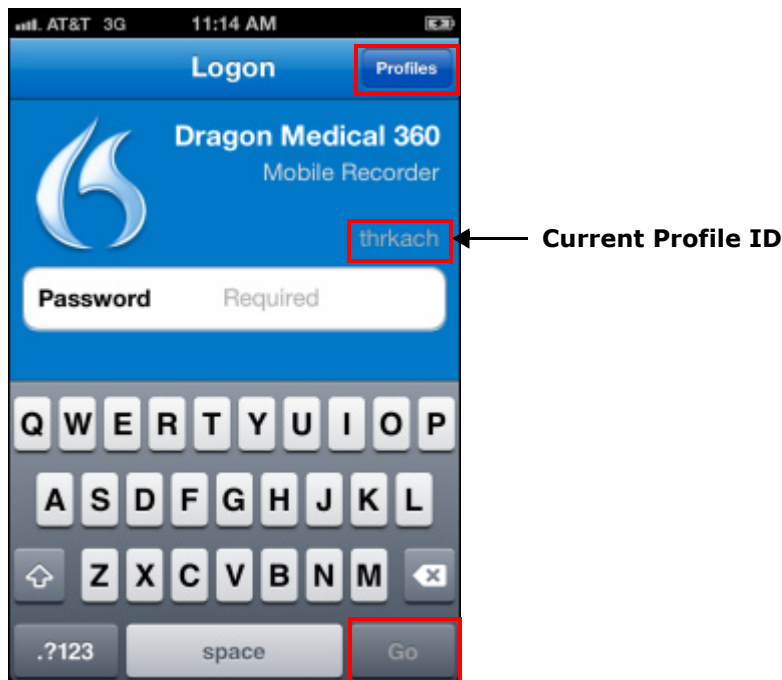 AT&T 3G 11:14 AM
Logon Profiles
Dragon Medical 360
Mobile Recorder
thrkach
Current Profile ID
Password Required
Q W E R T Y U I O P
A S D F G H J K L
Z X C V B N M
.?123 space Go